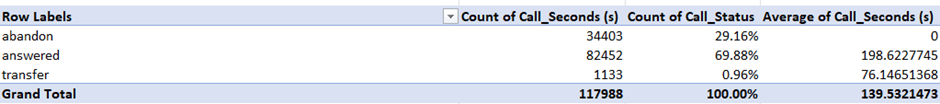 Row Labels Count of Call_Seconds (s) Count of Call_Status Average of Call_Seconds (s)
abandon 34403 29.16% 0
answered 82452 69.88% 198.6227745
transfer 1133 0.96% 76.14651368
Grand Total 117988 100.00% 139.5321473